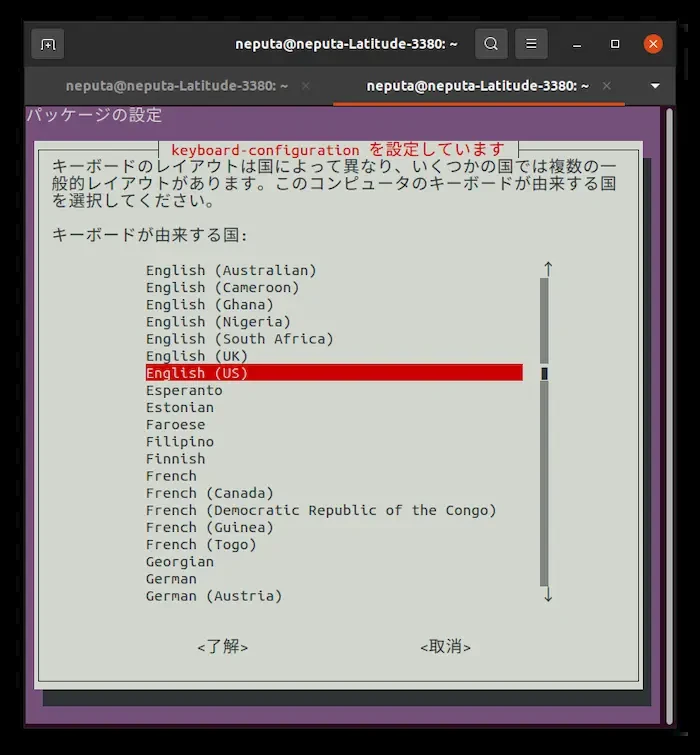 neputa@neputa-Latitude-3380: ~
neputa@neputa-Latitude-3380: ~
neputa@neputa-Latitude-3380: ~
パッケージの設定
keyboard-configuration を設定しています
キーボードのレイアウトは国によって異なり、いくつかの国では複数の一
般的レイアウトがあります。このコンピュータのキーボードが由来する国
を選択してください。
キーボードが由来する国:
English (Australian)
English (Cameroon)
English (Ghana)
English (Nigeria)
English (South Africa)
English (UK)
English (US)
Esperanto
Estonian
Faroese
Filipino
Finnish
French
French (Canada)
French (Democratic Republic of the Congo)
French (Guinea)
French (Togo)
Georgian
German
German (Austria)
<了解> <取消>